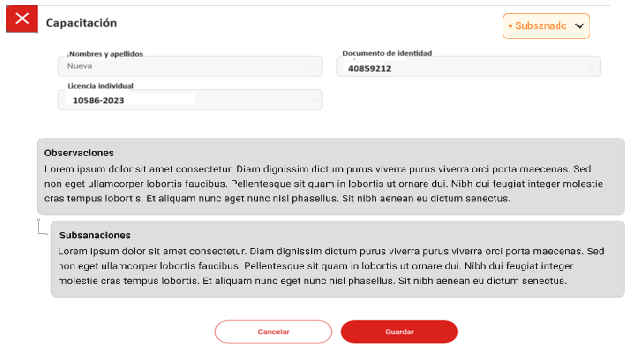 Capacitación
• Subsanado
Nombres y apellidos
Nueva
Documento de identidad
40859212
Licencia individual
10586-2023
Observaciones
Lorem ipsum dolor sit amet consectetur. Diam dignissim dictum purus viverra purus viverra orci porta maecenas. Sed
non eget ullamcorper lobortis faucibus. Pellentesque sit quam in lobortis ut ornare dui. Nibh dui feugiat integer molestie
cras tempus lobortis. Et aliquam nunc eget nunc nisl phasellus. Sit nibh aenean eu dictum senectus.
Subsanaciones
Lorem ipsum dolor sit amet consectetur. Diam dignissim dictum purus viverra purus viverra orci porta maecenas. Sed
non eget ullamcorper lobortis faucibus. Pellentesque sit quam in lobortis ut ornare dui. Nibh dui feugiat integer
molestie cras tempus lobortis. Et aliquam nunc eget nunc nisl phasellus. Sit nibh aenean eu dictum senectus.
Cancelar
Guardar